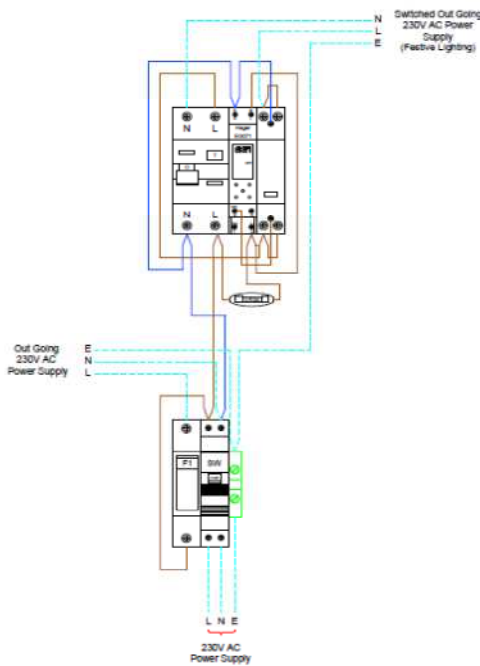 N
L
E
Switched Out Going
230V AC Power
Supply
(Festive Lighting)
N L
Hager
T
N L
Out Going
230V AC
Power Supply
E
N
L
F1 SW
L N E
230V AC
Power Supply